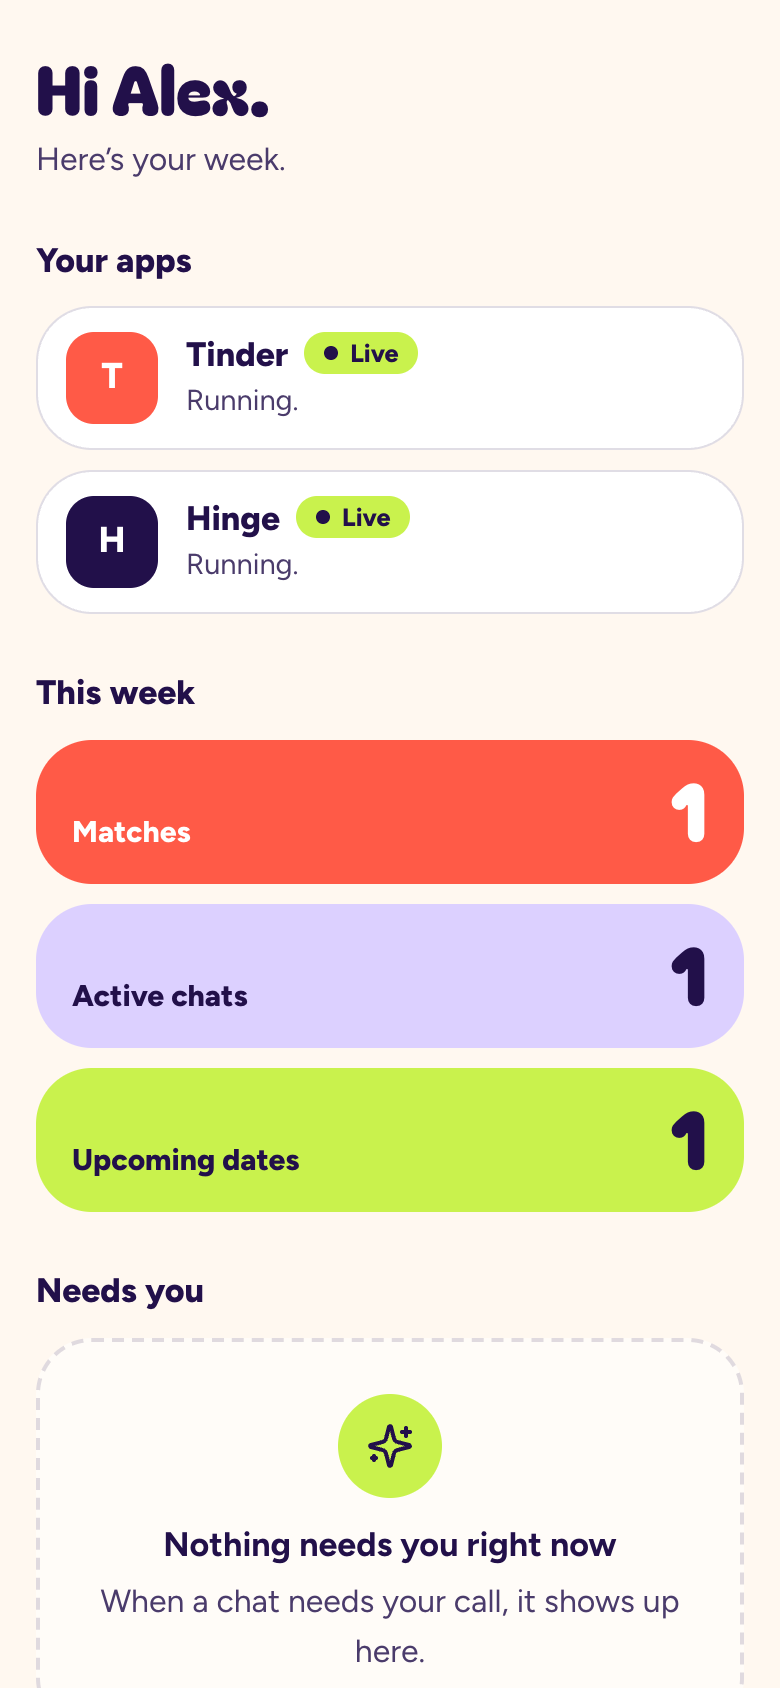 Hi Alex.
Here’s your week.
Your apps
T
Tinder
Live
Running.
H
Hinge
Live
Running.
This week
Matches
1
Active chats
1
Upcoming dates
1
Needs you
Nothing needs you right now
When a chat needs your call, it shows up
here.